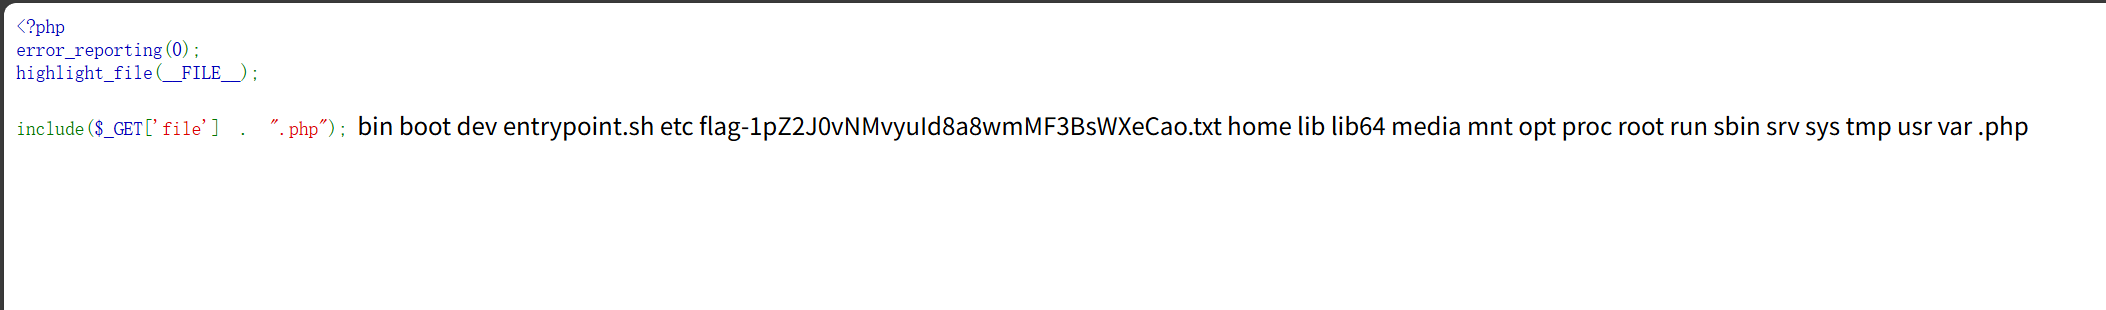 <?php
error_reporting(0);
highlight_file(__FILE__);
include($_GET['file'] . ".php"); bin boot dev entrypoint.sh etc flag-1pZ2J0vNMvyuId8a8wmMF3BsWXeCao.txt home lib lib64 media mnt opt proc root run sbin srv sys tmp usr var .php